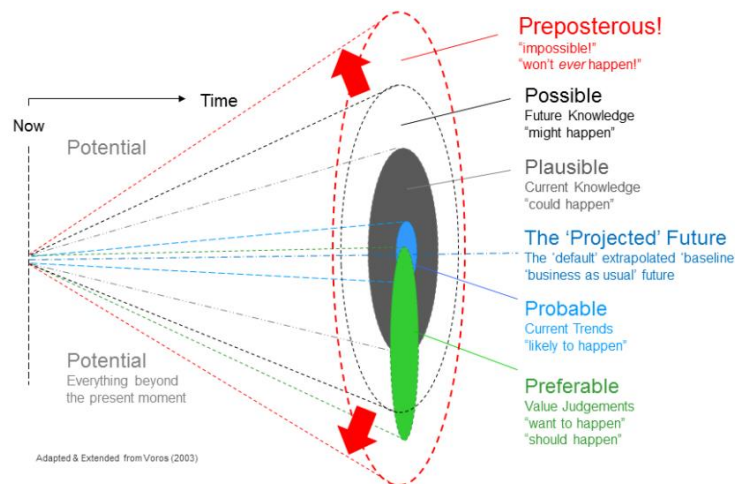 Time
Now
Potential
Potential
Everything beyond
the present moment
Adapted & Extended from Voros (2003)
Preposterous!
"impossible!"
"won't ever happen!"
Possible
Future Knowledge
"might happen"
Plausible
Current Knowledge
"could happen"
The 'Projected' Future
The 'default' extrapolated 'baseline
'business as usual' future
Probable
Current Trends
"likely to happen"
Preferable
Value Judgements
"want to happen"
"should happen"